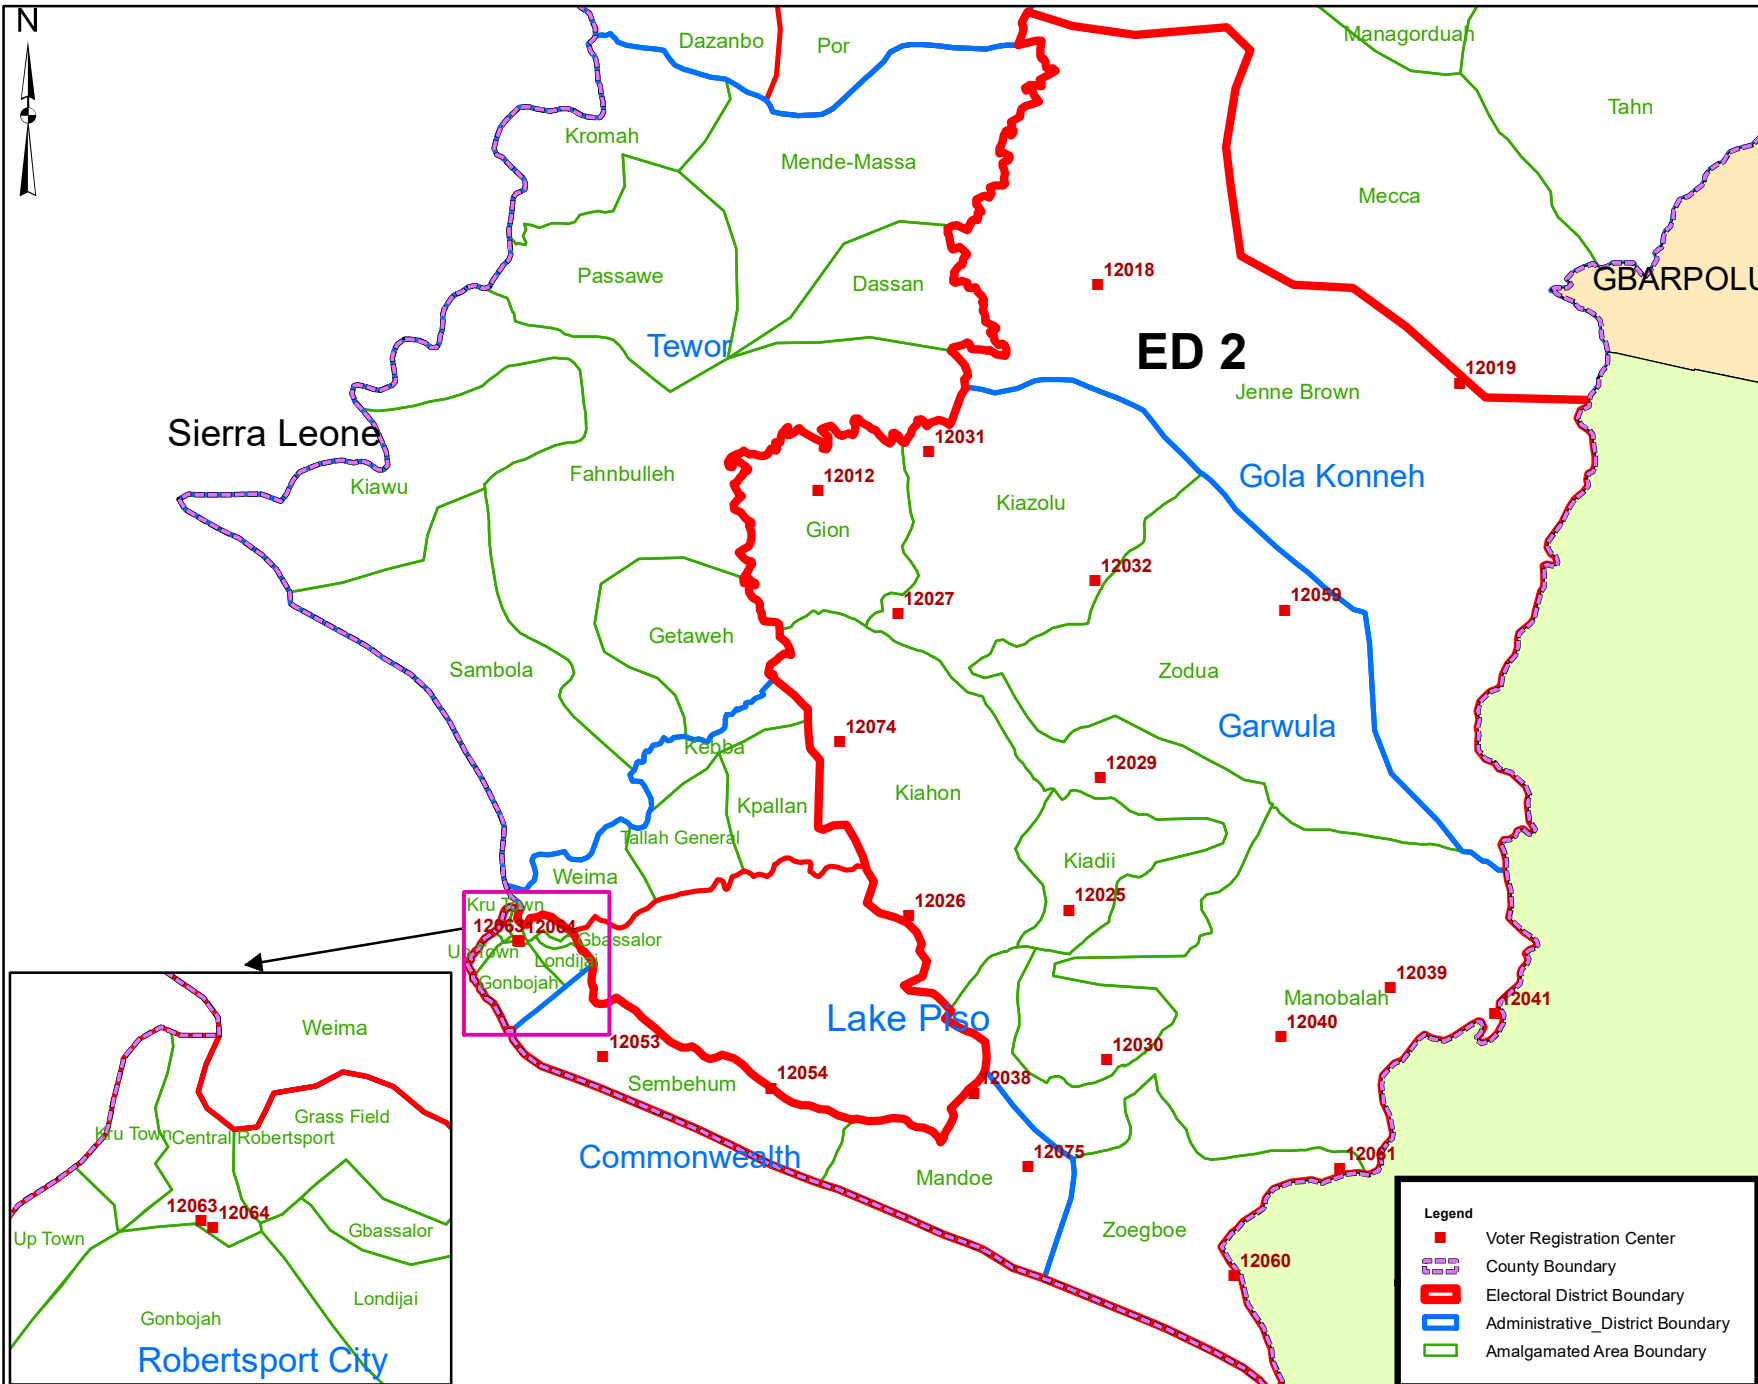 N
Dazanbo
Por
Managorduah
Tahn
Kromah
Mende-Massa
Mecca
Passawe
Dassan
12018
GBARPOLU
Tewor
ED 2
12019
Jenne Brown
Sierra Leone
12031
Fahnbulleh
12012
Gola Konneh
Kiawu
Kiazolu
Gion
12032
12027
12059
Getaweh
Sambola
Zodua
12074
Garwula
Kebba
12029
Kiahon
Kpallan
Tallah General
Kiadii
Weima
12025
Kru Town
12026
12063
12064
Gbassalor
Up Town
Londijai
Gonbojah
12039
Manobalah
12041
Lake Piso
12040
12053
12030
12054
12038
Sembehum
Commonwealth
12075
12061
Mandoe
Zoegboe
12060
Weima
Grass Field
Kru Town
Central Robertsport
12063
12064
Up Town
Gbassalor
Londijai
Gonbojah
Robertsport City
Legend
Voter Registration Center
County Boundary
Electoral District Boundary
Administrative_District Boundary
Amalgamated Area Boundary